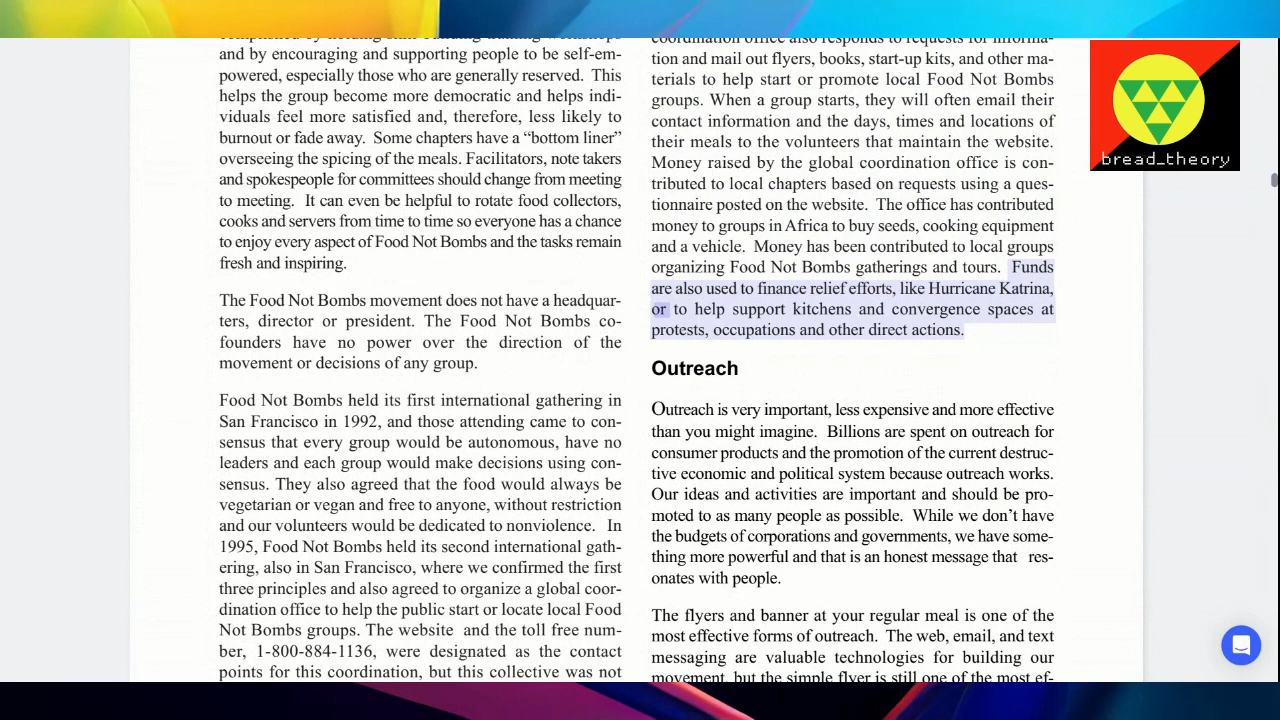 and by encouraging and supporting people to be self-em-
powered, especially those who are generally reserved. This
helps the group become more democratic and helps indi-
viduals feel more satisfied and, therefore, less likely to
burnout or fade away. Some chapters have a “bottom liner”
overseeing the spicing of the meals. Facilitators, note takers
and spokespeople for committees should change from meeting
to meeting. It can even be helpful to rotate food collectors,
cooks and servers from time to time so everyone has a chance
to enjoy every aspect of Food Not Bombs and the tasks remain
fresh and inspiring.
The Food Not Bombs movement does not have a headquar-
ters, director or president. The Food Not Bombs co-
founders have no power over the direction of the
movement or decisions of any group.
Food Not Bombs held its first international gathering in
San Francisco in 1992, and those attending came to con-
sensus that every group would be autonomous, have no
leaders and each group would make decisions using con-
sensus. They also agreed that the food would always be
vegetarian or vegan and free to anyone, without restriction
and our volunteers would be dedicated to nonviolence. In
1995, Food Not Bombs held its second international gath-
ering, also in San Francisco, where we confirmed the first
three principles and also agreed to organize a global coor-
dination office to help the public start or locate local Food
Not Bombs groups. The website and the toll free num-
ber, 1-800-884-1136, were designated as the contact
points for this coordination, but this collective was not
coordination office also responds to requests for informa-
tion and mail out flyers, books, start-up kits, and other ma-
terials to help start or promote local Food Not Bombs
groups. When a group starts, they will often email their
contact information and the days, times and locations of
their meals to the volunteers that maintain the website.
Money raised by the global coordination office is con-
tributed to local chapters based on requests using a ques-
tionnaire posted on the website. The office has contributed
money to groups in Africa to buy seeds, cooking equipment
and a vehicle. Money has been contributed to local groups
organizing Food Not Bombs gatherings and tours. Funds
are also used to finance relief efforts, like Hurricane Katrina,
or to help support kitchens and convergence spaces at
protests, occupations and other direct actions.
Outreach
Outreach is very important, less expensive and more effective
than you might imagine. Billions are spent on outreach for
consumer products and the promotion of the current destruc-
tive economic and political system because outreach works.
Our ideas and activities are important and should be pro-
moted to as many people as possible. While we don’t have
the budgets of corporations and governments, we have some-
thing more powerful and that is an honest message that res-
onates with people.
The flyers and banner at your regular meal is one of the
most effective forms of outreach. The web, email, and text
messaging are valuable technologies for building our
movement, but the simple flyer is still one of the most ef-
bread_theory